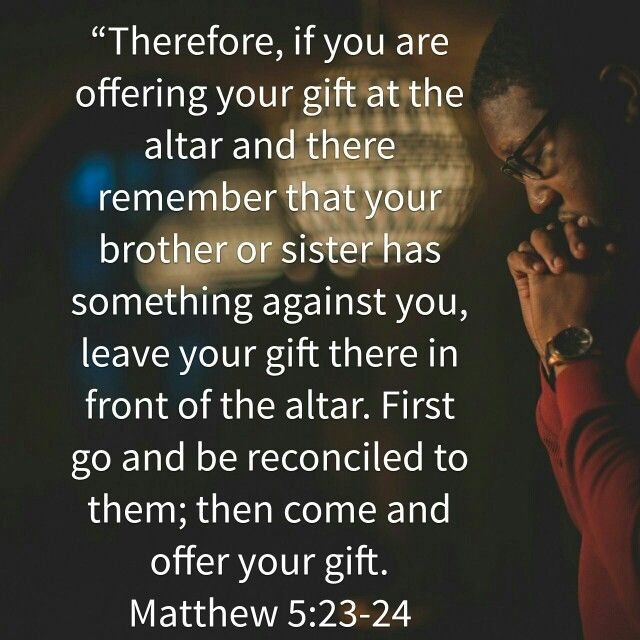 “Therefore, if you are
offering your gift at the
altar and there
remember that your
brother or sister has
something against you,
leave your gift there in
front of the altar. First
go and be reconciled to
them; then come and
offer your gift.
Matthew 5:23-24